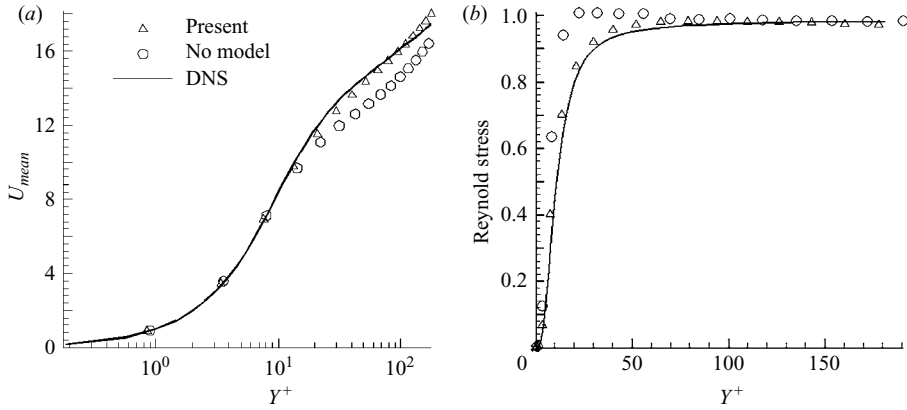 (a)
16
12
8
4
0
U_mean
Present
No model
DNS
10^0
10^1
10^2
Y^+
(b)
1.0
0.8
0.6
0.4
0.2
0
50
100
150
Reynold stress
Y^+